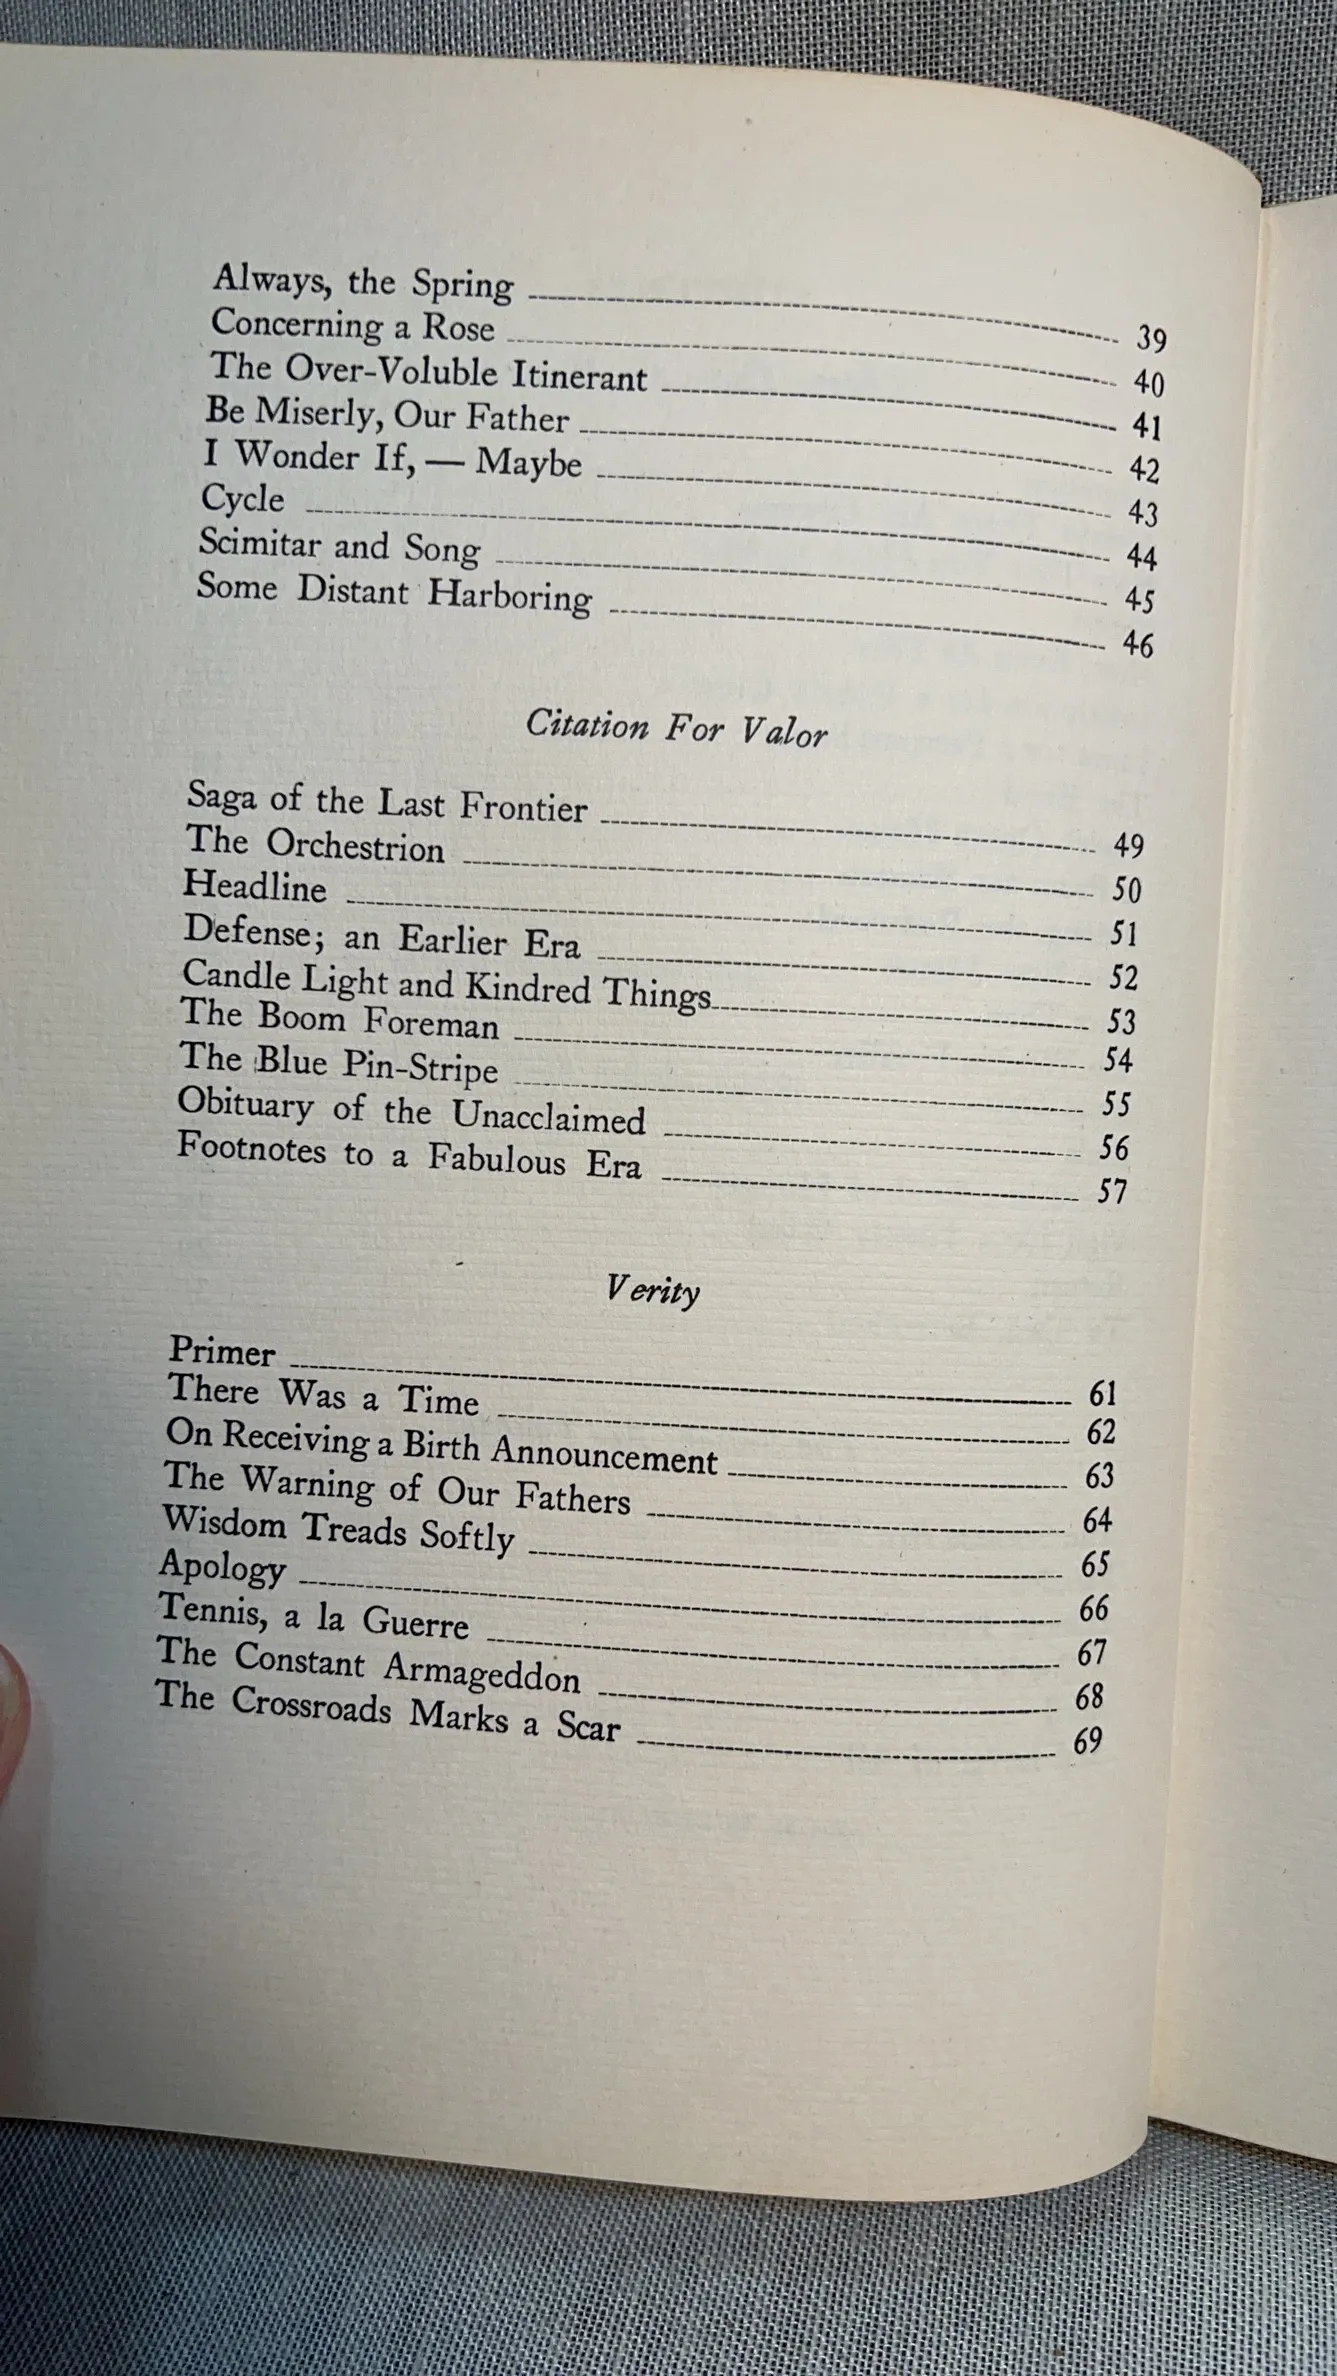 Always, the Spring 39
Concerning a Rose 40
The Over-Voluble Itinerant 41
Be Miserly, Our Father 42
I Wonder If, — Maybe 43
Cycle 44
Scimitar and Song 45
Some Distant Harboring 46
Citation For Valor
Saga of the Last Frontier 49
The Orchestrion 50
Headline 51
Defense; an Earlier Era 52
Candle Light and Kindred Things 53
The Boom Foreman 54
The Blue Pin-Stripe 55
Obituary of the Unacclaimed 56
Footnotes to a Fabulous Era 57
Verity
Primer 61
There Was a Time 62
On Receiving a Birth Announcement 63
The Warning of Our Fathers 64
Wisdom Treads Softly 65
Apology 66
Tennis, a la Guerre 67
The Constant Armageddon 68
The Crossroads Marks a Scar 69